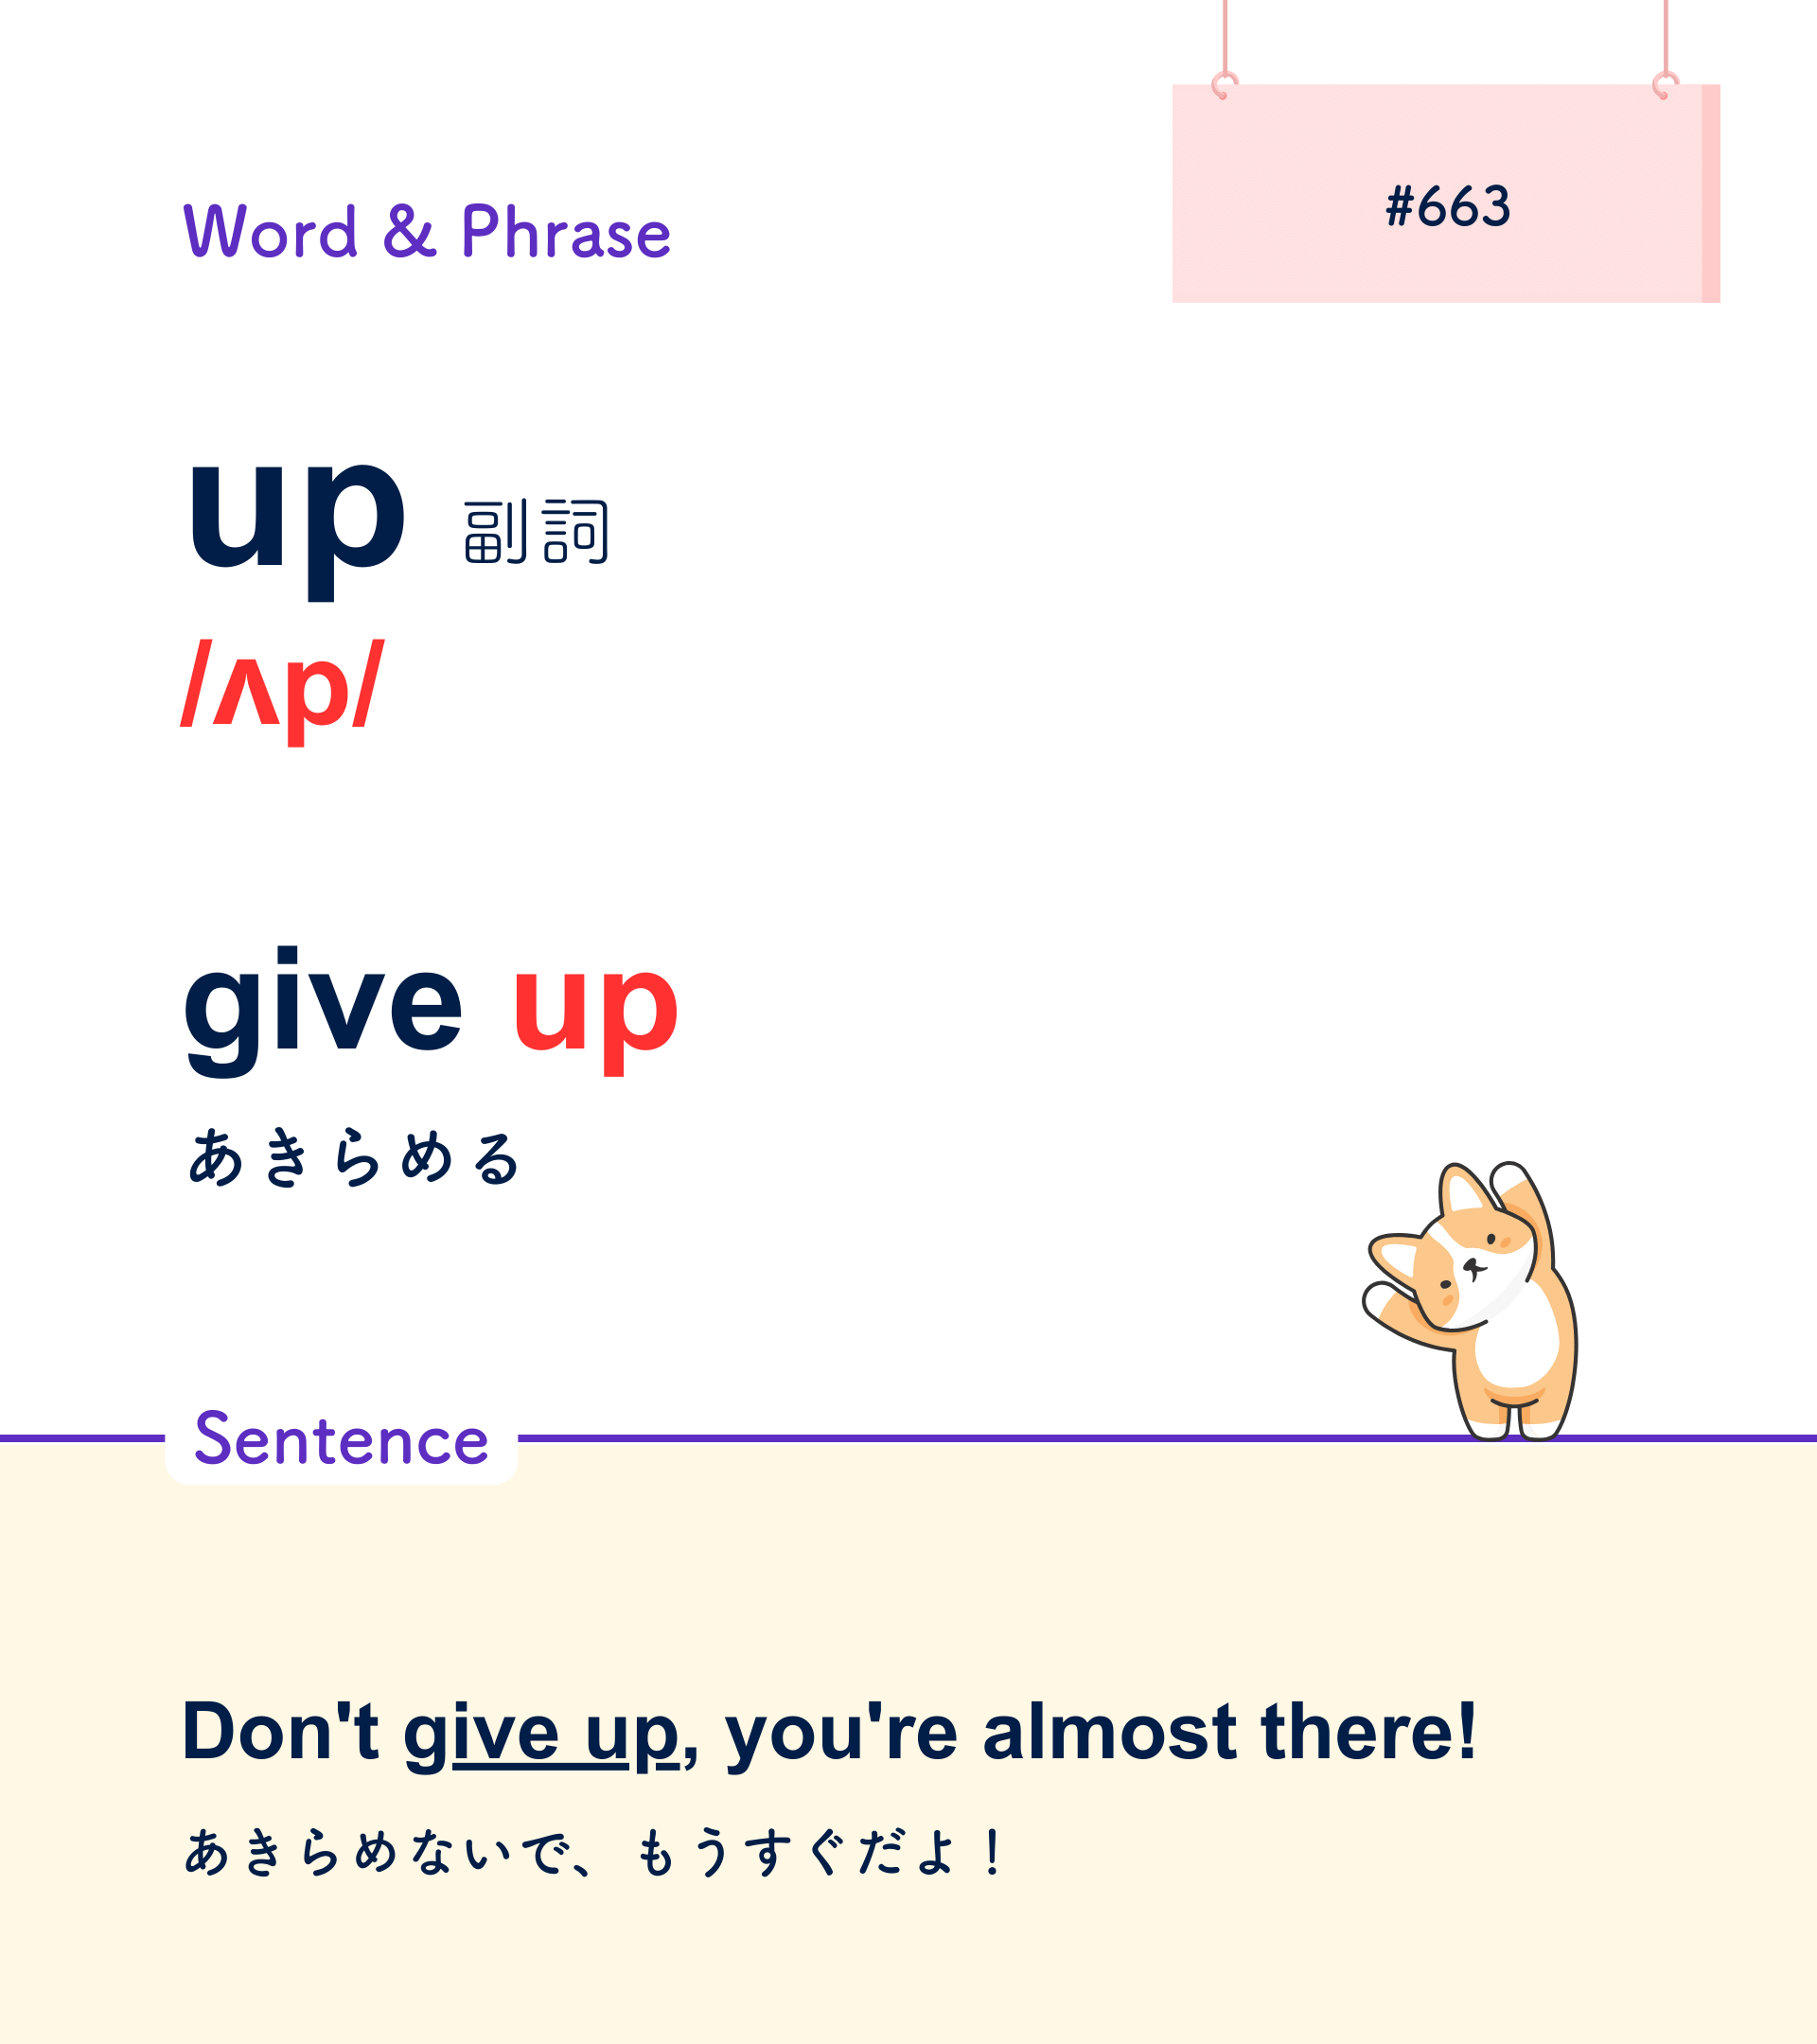 Word & Phrase
#663
up 副詞
/ʌp/
give up
あきらめる
Sentence
Don't give up, you're almost there!
あきらめないで、もうすぐだよ！